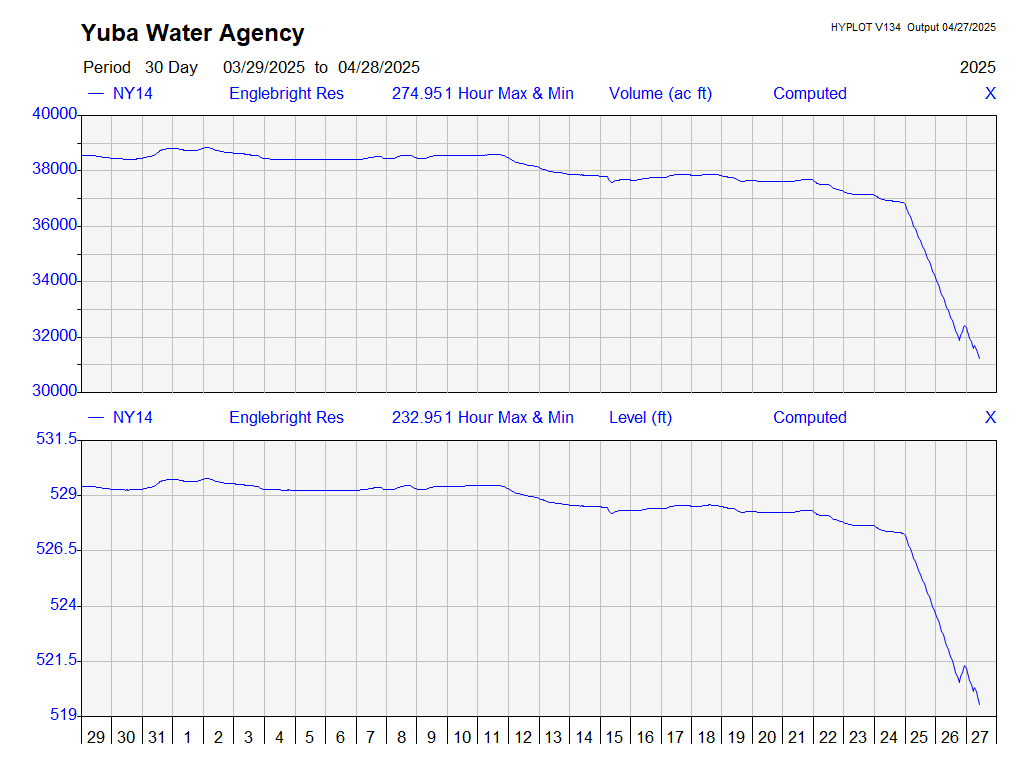 Yuba Water Agency
HYPLOT V134 Output 04/27/2025
Period 30 Day 03/29/2025 to 04/28/2025 2025
NY14 Englebright Res 274.951 Hour Max & Min Volume (ac ft) Computed X
40000
38000
36000
34000
32000
30000
NY14 Englebright Res 232.951 Hour Max & Min Level (ft) Computed X
531.5
529
526.5
524
521.5
519
29 30 31 1 2 3 4 5 6 7 8 9 10 11 12 13 14 15 16 17 18 19 20 21 22 23 24 25 26 27